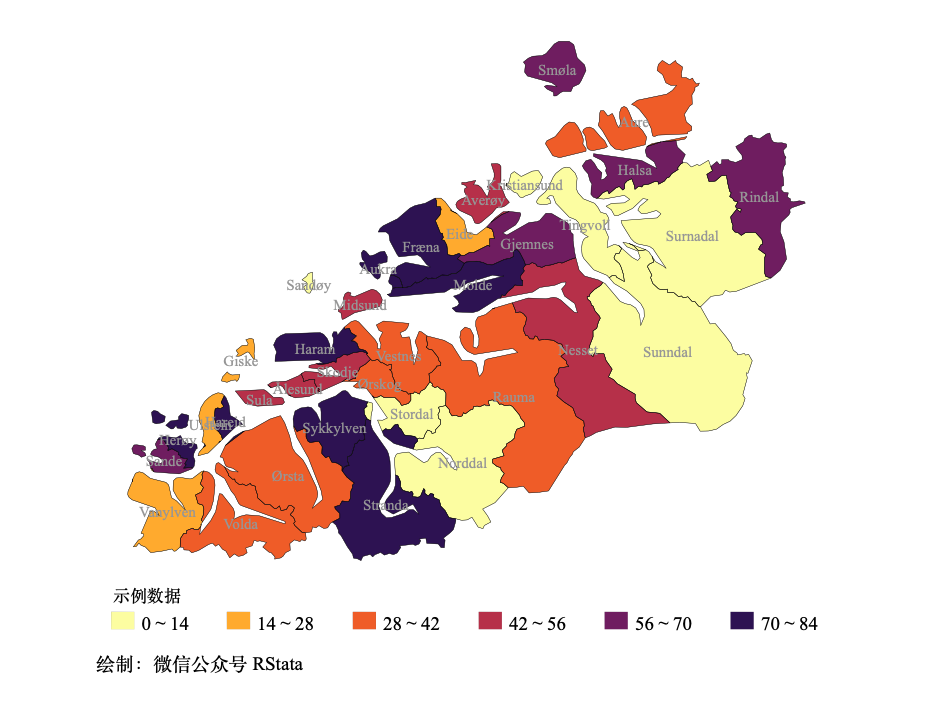 Smøla
Aure
Halsa
Rindal
Kristiansund
Averøy
Tingvoll
Surnadal
Eide
Gjemnes
Fræna
Aukra
Molde
Sandøy
Midsund
Nesset
Sunndal
Haram
Vestnes
Giske
Skodje
Ørskog
Ålesund
Sula
Rauma
Stordal
Ulstein
Hareid
Sykkylven
Herøy
Sande
Norddal
Ørsta
Stranda
Vanylven
Volda
示例数据
0 ~ 14 14 ~ 28 28 ~ 42 42 ~ 56 56 ~ 70 70 ~ 84
绘制：微信公众号 RStata